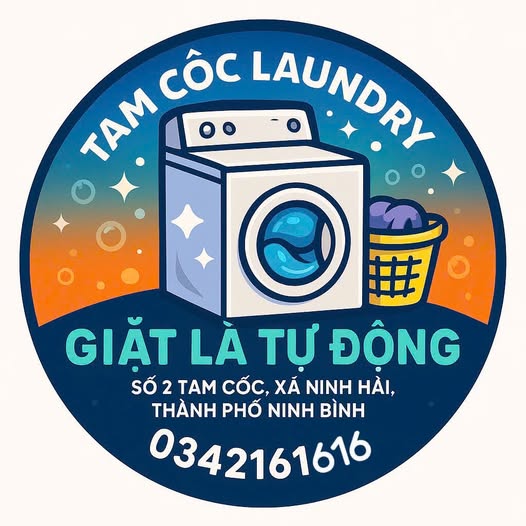 TAM CÔC LAUNDRY
GIẶT LÀ TỰ ĐỘNG
SỐ 2 TAM CỐC, XÃ NINH HẢI,
THÀNH PHỐ NINH BÌNH
0342161616